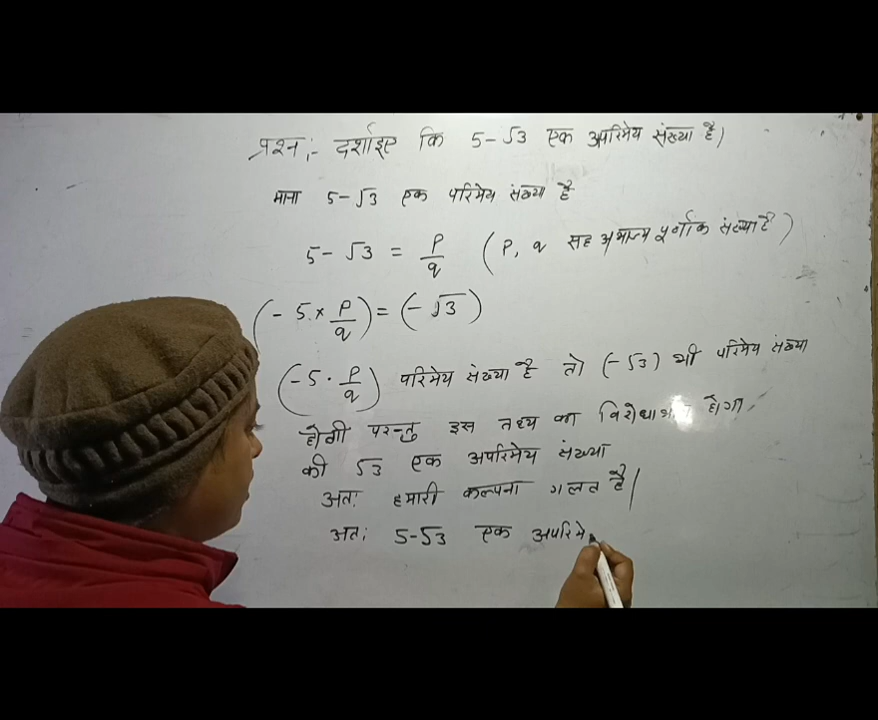 प्रश्न:- दर्शाइए कि 5-√3 एक अपरिमेय संख्या है।
माना 5-√3 एक परिमेय संख्या है
5-√3 = p/q (P, q सह अभाज्य पूर्णांक संख्या है)
(-5 × p/q) = (-√3)
(-5 · p/q) परिमेय संख्या है तो (-√3) भी परिमेय संख्या
होगी परन्तु इस तथ्य का होगा
की √3 एक अपरिमेय संख्या
अत: हमारी कल्पना गलत है।
अत: 5-√3 एक अपरिमे